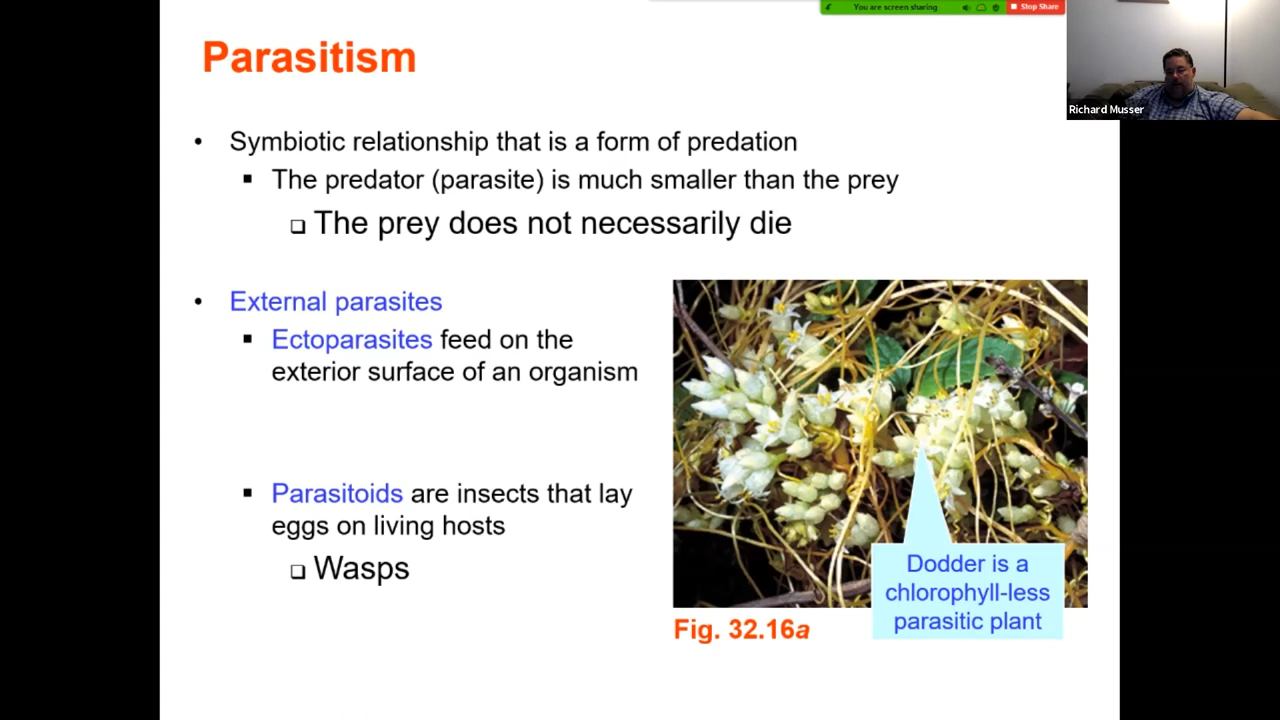 You are screen sharing
Stop Share
Richard Musser
Parasitism
• Symbiotic relationship that is a form of predation
▪ The predator (parasite) is much smaller than the prey
❑ The prey does not necessarily die
• External parasites
▪ Ectoparasites feed on the
exterior surface of an organism
▪ Parasitoids are insects that lay
eggs on living hosts
❑ Wasps
Dodder is a
chlorophyll-less
parasitic plant
Fig. 32.16a